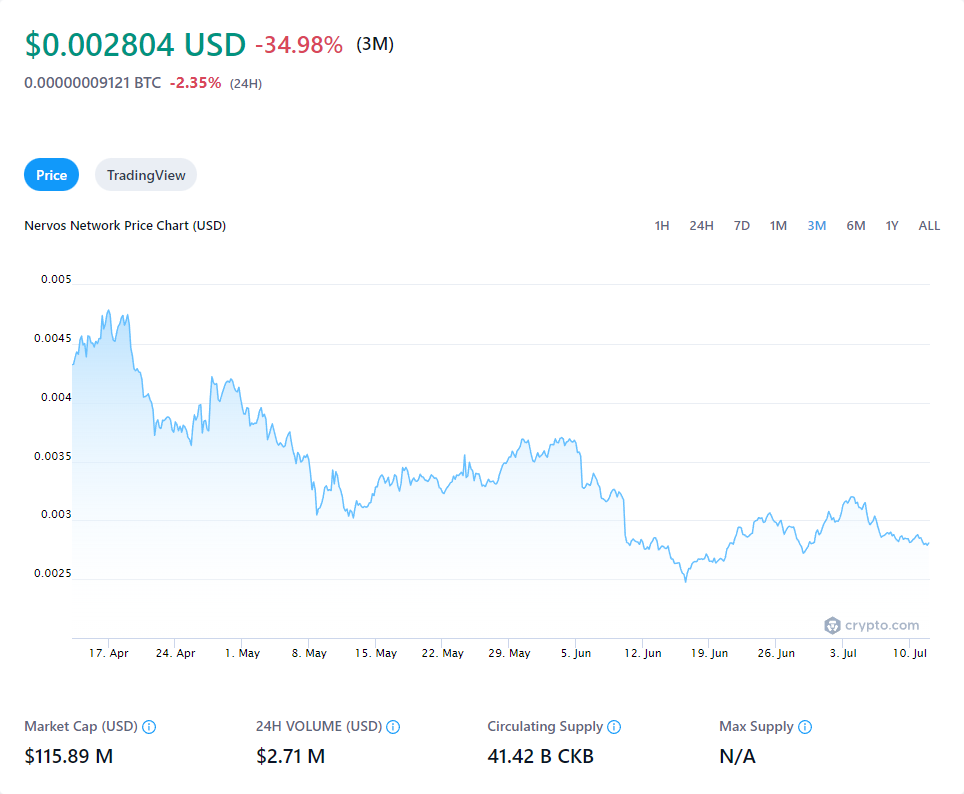 $0.002804 USD -34.98% (3M)
0.00000009121 BTC -2.35% (24H)
Price TradingView
Nervos Network Price Chart (USD) 1H 24H 7D 1M 3M 6M 1Y ALL
0.005
0.0045
0.004
0.0035
0.003
0.0025
crypto.com
17. Apr 24. Apr 1. May 8. May 15. May 22. May 29. May 5. Jun 12. Jun 19. Jun 26. Jun 3. Jul 10. Jul
Market Cap (USD) 24H VOLUME (USD) Circulating Supply Max Supply
$115.89 M $2.71 M 41.42 B CKB N/A